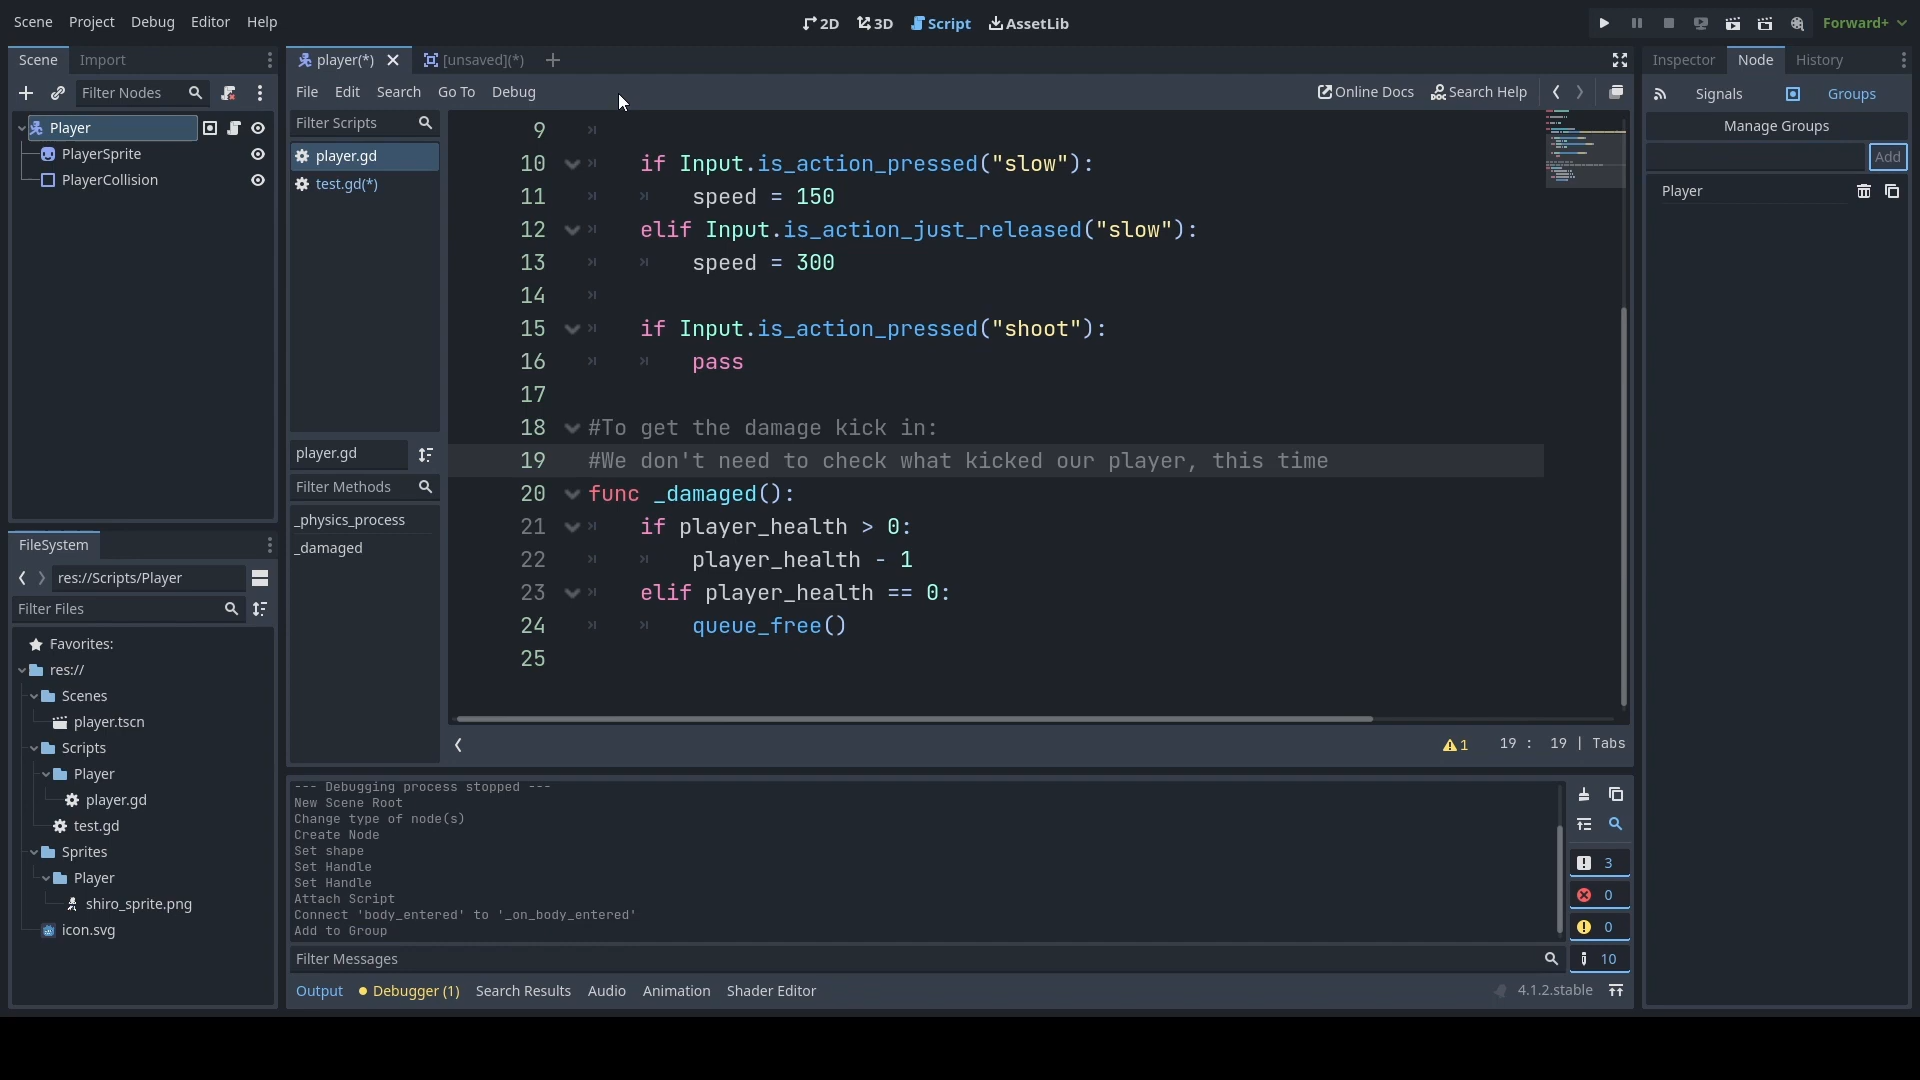 Scene Project Debug Editor Help
2D 3D Script AssetLib
Forward+
Scene Import
Filter Nodes
Player
PlayerSprite
PlayerCollision
FileSystem
res://Scripts/Player
Filter Files
Favorites:
res://
Scenes
player.tscn
Scripts
Player
player.gd
test.gd
Sprites
Player
shiro_sprite.png
icon.svg
player(*) [unsaved](*)
File Edit Search Go To Debug
Online Docs Search Help
Filter Scripts
player.gd
test.gd(*)
player.gd
Filter Methods
_physics_process
_damaged
9
10 if Input.is_action_pressed("slow"):
11 speed = 150
12 elif Input.is_action_just_released("slow"):
13 speed = 300
14
15 if Input.is_action_pressed("shoot"):
16 pass
17
18 #To get the damage kick in:
19 #We don't need to check what kicked our player, this time
20 func _damaged():
21 if player_health > 0:
22 player_health - 1
23 elif player_health == 0:
24 queue_free()
25
1 19 : 19 | Tabs
--- Debugging process stopped ---
New Scene Root
Change type of node(s)
Create Node
Set shape
Set Handle
Set Handle
Attach Script
Connect 'body_entered' to '_on_body_entered'
Add to Group
3
0
0
10
Filter Messages
Output Debugger (1) Search Results Audio Animation Shader Editor
4.1.2.stable
Inspector Node History
Signals Groups
Manage Groups
Add
Player